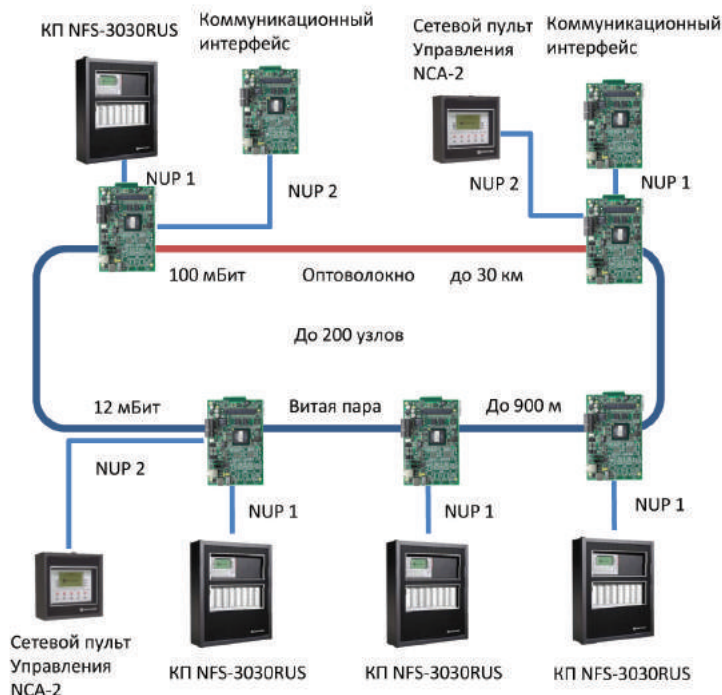 КП NFS-3030RUS
Коммуникационный
интерфейс
Сетевой пульт
Управления
NCA-2
Коммуникационный
интерфейс
NUP 1
NUP 2
NUP 2
NUP 1
100 мБит
Оптоволокно
до 30 км
До 200 узлов
12 мБит
Витая пара
До 900 м
NUP 2
NUP 1
NUP 1
NUP 1
Сетевой пульт
Управления
NCA-2
КП NFS-3030RUS
КП NFS-3030RUS
КП NFS-3030RUS